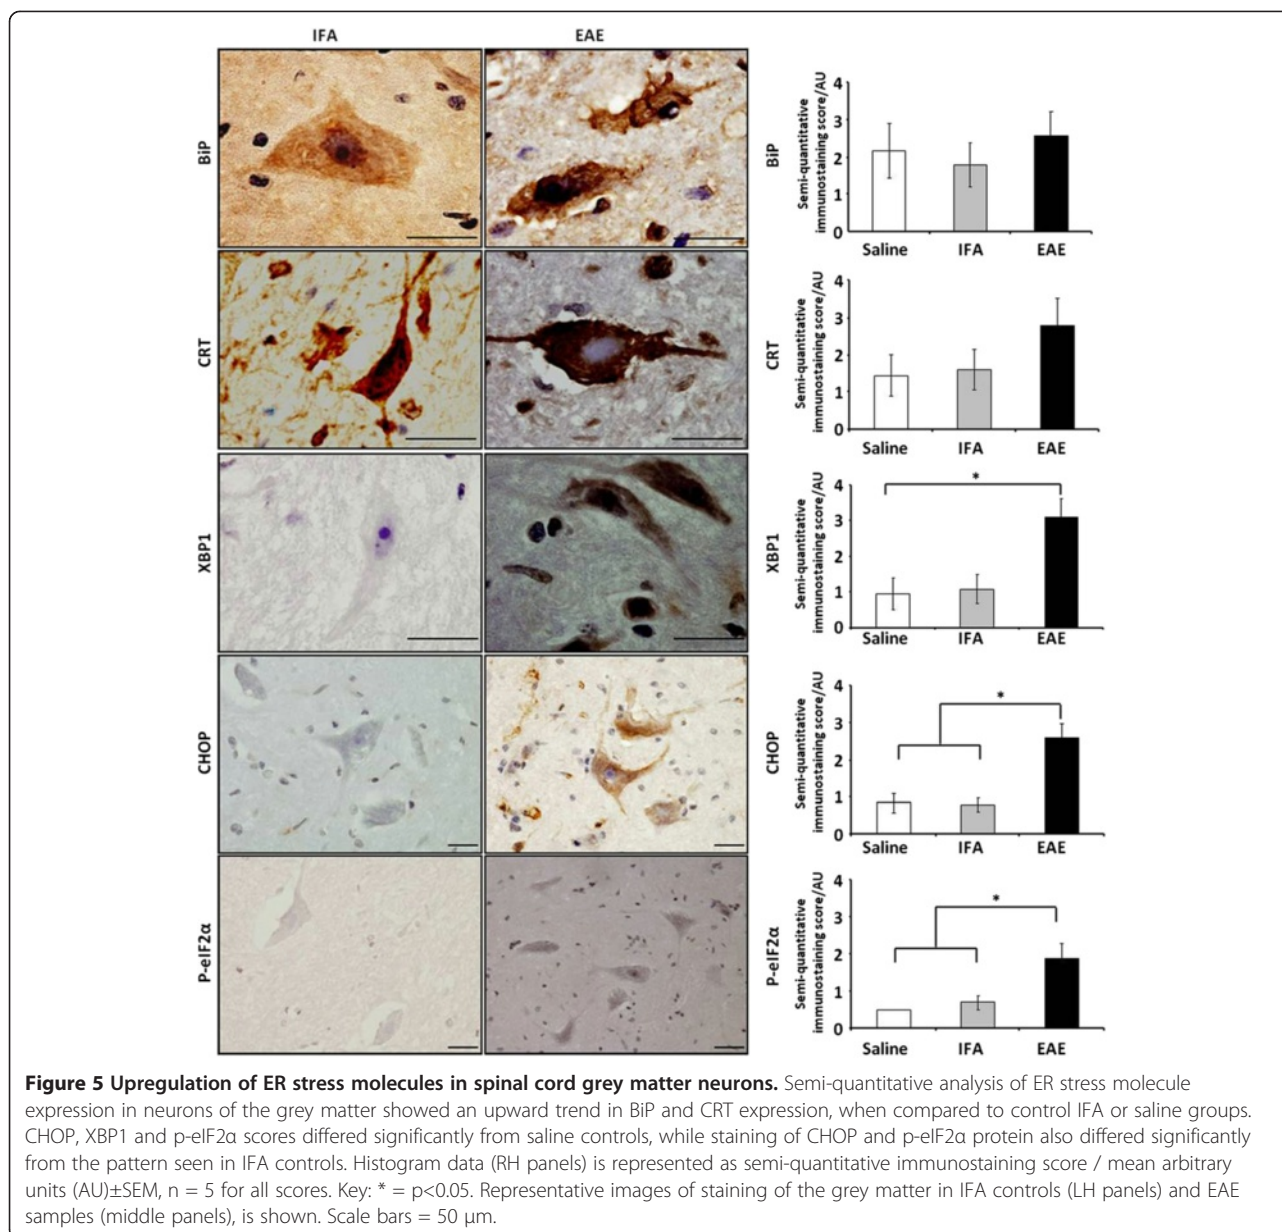 IFA EAE
BiP
BiP
Semi-quantitative
immunostaining score/AU
4
3
2
1
0
Saline IFA EAE
CRT
CRT
Semi-quantitative
immunostaining score/AU
4
3
2
1
0
Saline IFA EAE
XBP1
XBP1
Semi-quantitative
immunostaining score/AU
4
3
2
1
0
*
Saline IFA EAE
CHOP
CHOP
Semi-quantitative
immunostaining score/AU
4
3
2
1
0
*
Saline IFA EAE
P-eIF2α
P-eIF2α
Semi-quantitative
immunostaining score/AU
4
3
2
1
0
*
Saline IFA EAE
Figure 5 Upregulation of ER stress molecules in spinal cord grey matter neurons. Semi-quantitative analysis of ER stress molecule
expression in neurons of the grey matter showed an upward trend in BiP and CRT expression, when compared to control IFA or saline groups.
CHOP, XBP1 and p-eIF2α scores differed significantly from saline controls, while staining of CHOP and p-eIF2α protein also differed significantly
from the pattern seen in IFA controls. Histogram data (RH panels) is represented as semi-quantitative immunostaining score / mean arbitrary
units (AU)±SEM, n = 5 for all scores. Key: * = p<0.05. Representative images of staining of the grey matter in IFA controls (LH panels) and EAE
samples (middle panels), is shown. Scale bars = 50 μm.